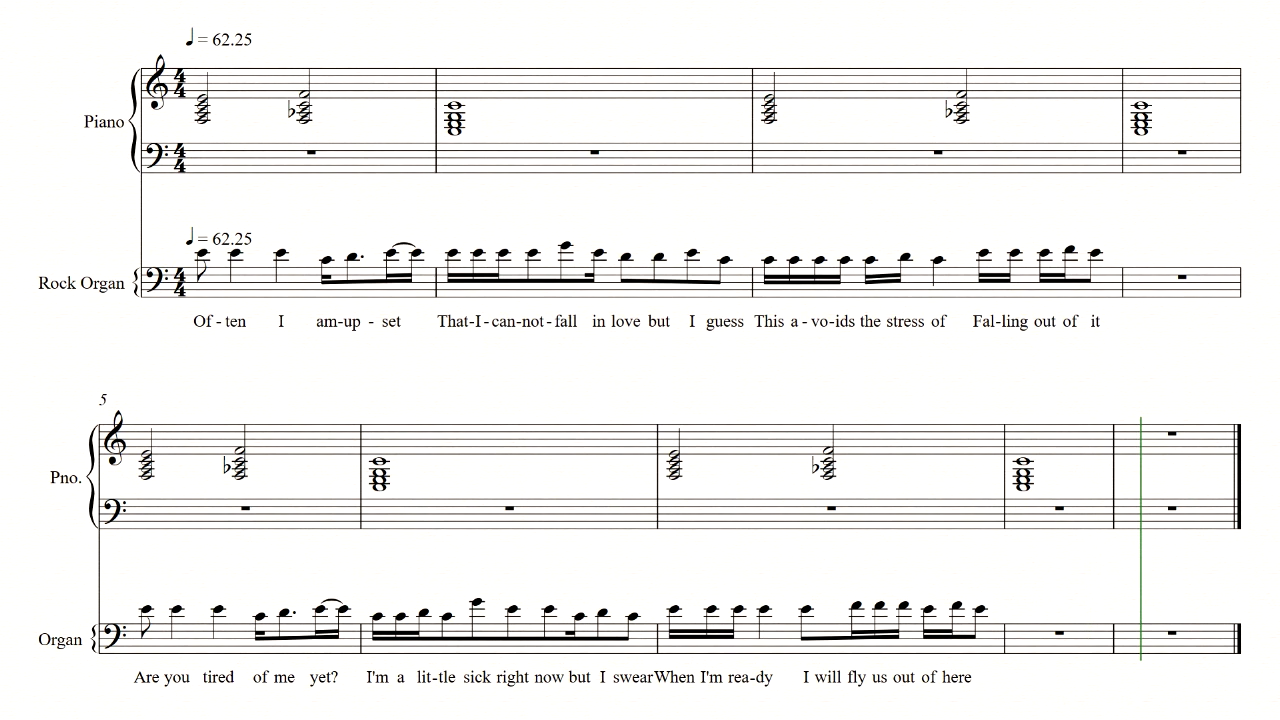 ♩ = 62.25
Piano
♩ = 62.25
Rock Organ
Of - ten I am-up - set That-I-can-not-fall in love but I guess This a - vo-ids the stress of Fal-ling out of it
5
Pno.
Organ
Are you tired of me yet? I'm a lit-tle sick right now but I swear When I'm rea-dy I will fly us out of here